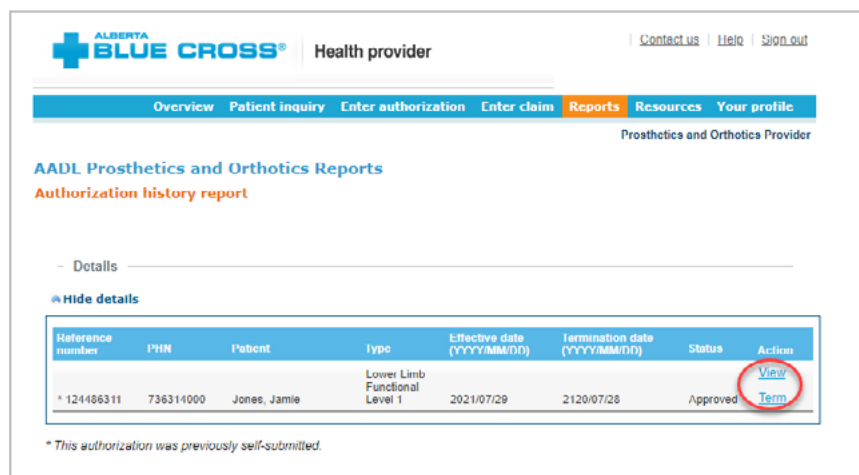 ALBERTA
BLUE CROSS® Health provider
Contact us | Help | Sign out
Overview Patient inquiry Enter authorization Enter claim Reports Resources Your profile
Prosthetics and Orthotics Provider
AADL Prosthetics and Orthotics Reports
Authorization history report
Details
Hide details
Reference number PHN Patient Type Effective date (YYYY/MM/DD) Termination date (YYYY/MM/DD) Status Action
View
Lower Limb
Functional
* 124486311 736314000 Jones, Jamie Level 1 2021/07/29 2120/07/28 Approved Term
* This authorization was previously self-submitted.